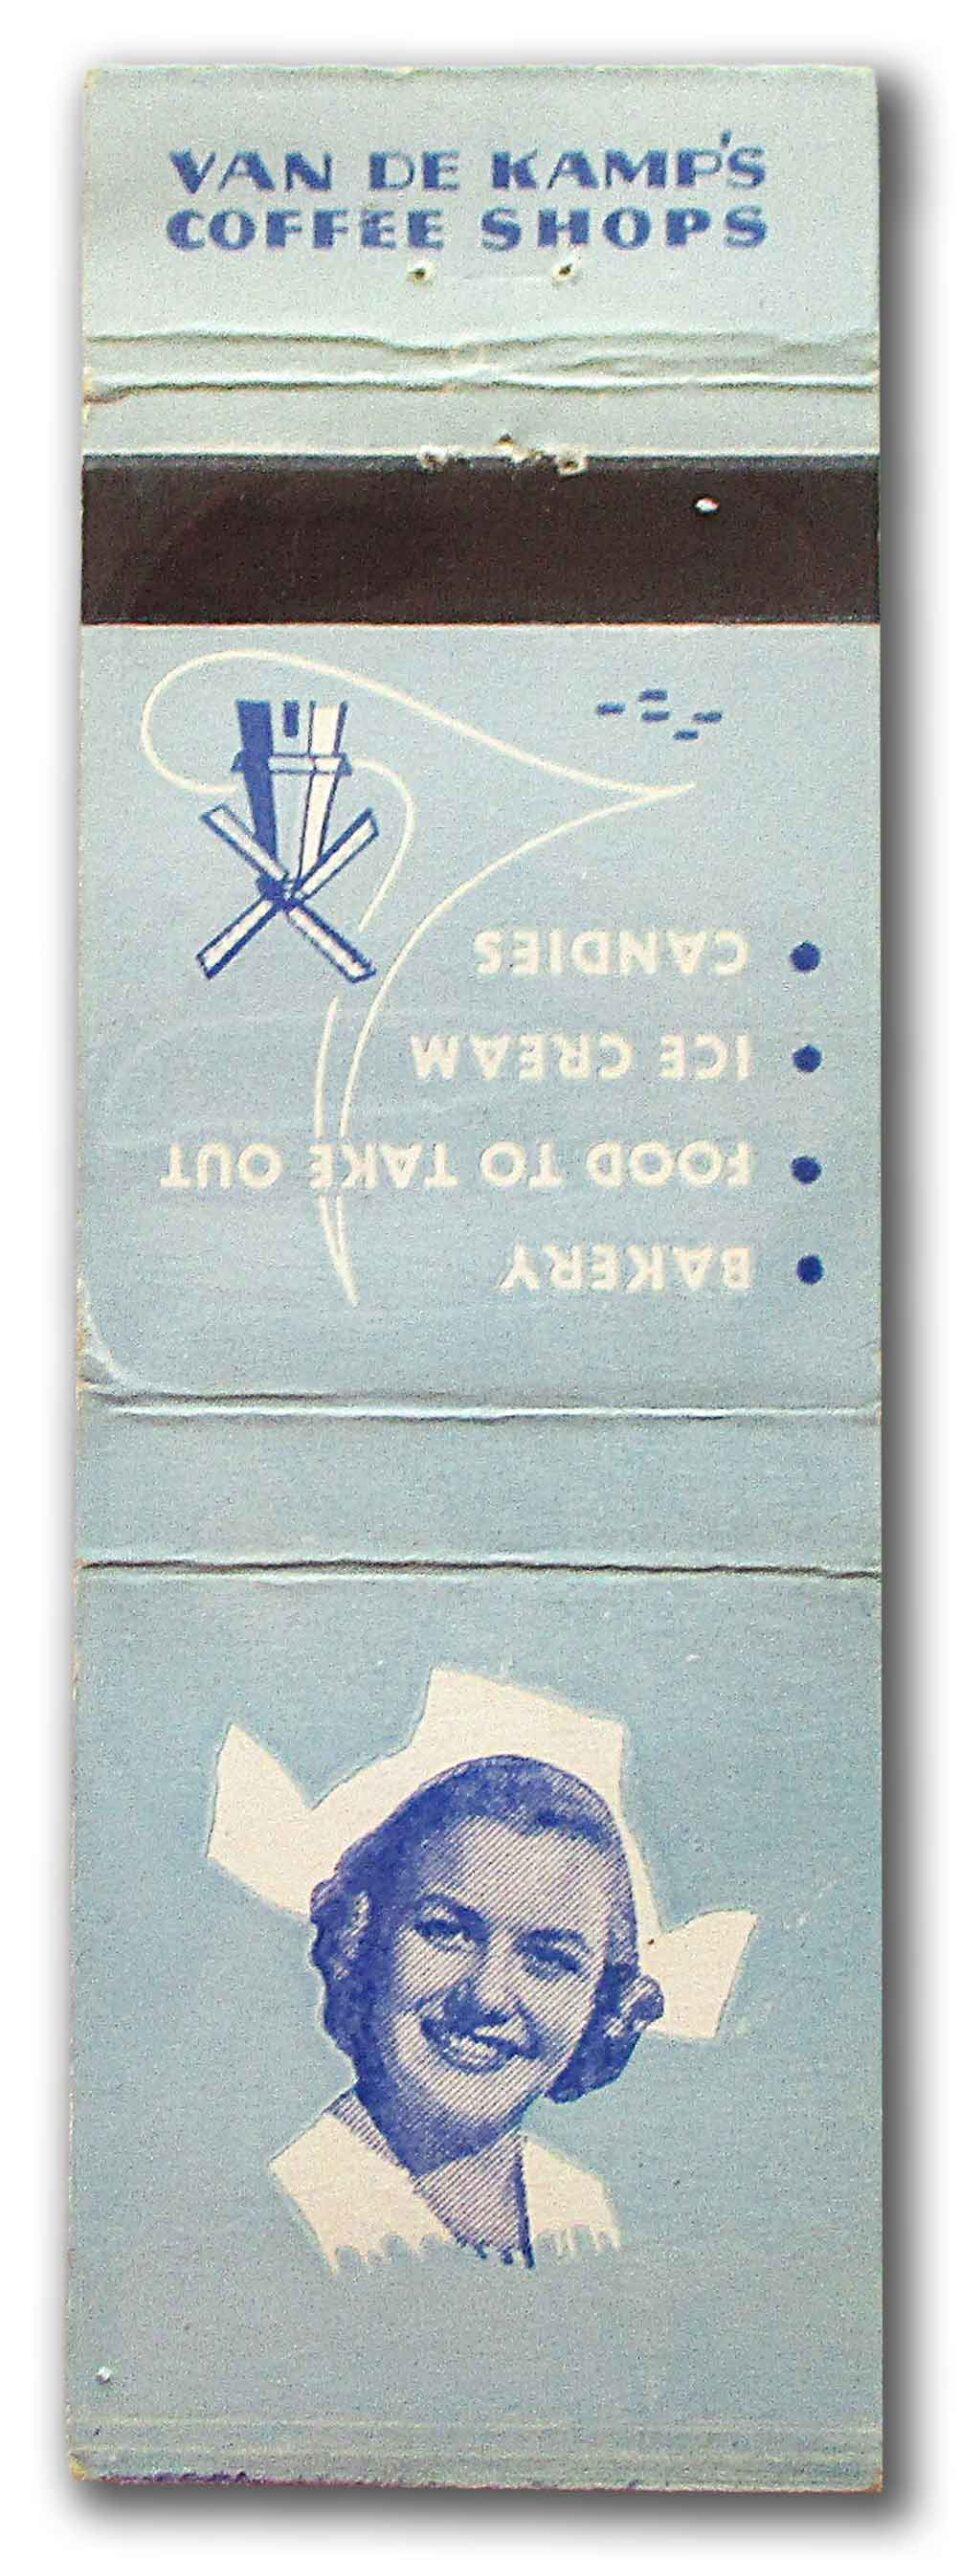 VAN DE KAMP'S
COFFEE SHOPS
BAKERY
FOOD TO TAKE OUT
ICE CREAM
CANDIES